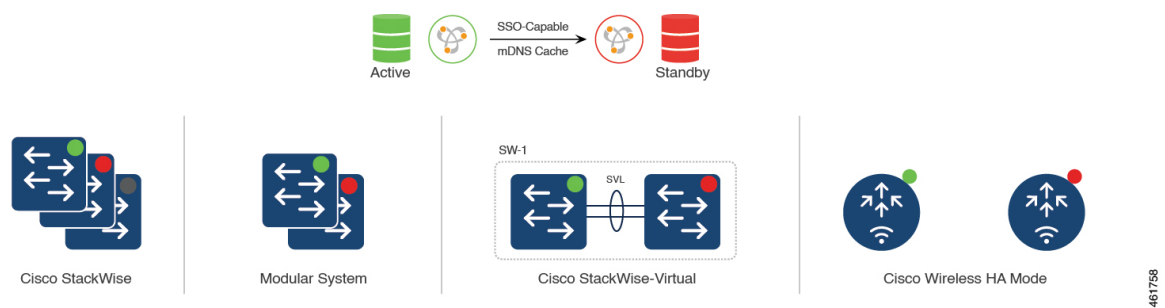 SSO-Capable
mDNS Cache
Active
Standby
SW-1
SVL
Cisco StackWise
Modular System
Cisco StackWise-Virtual
Cisco Wireless HA Mode
461758